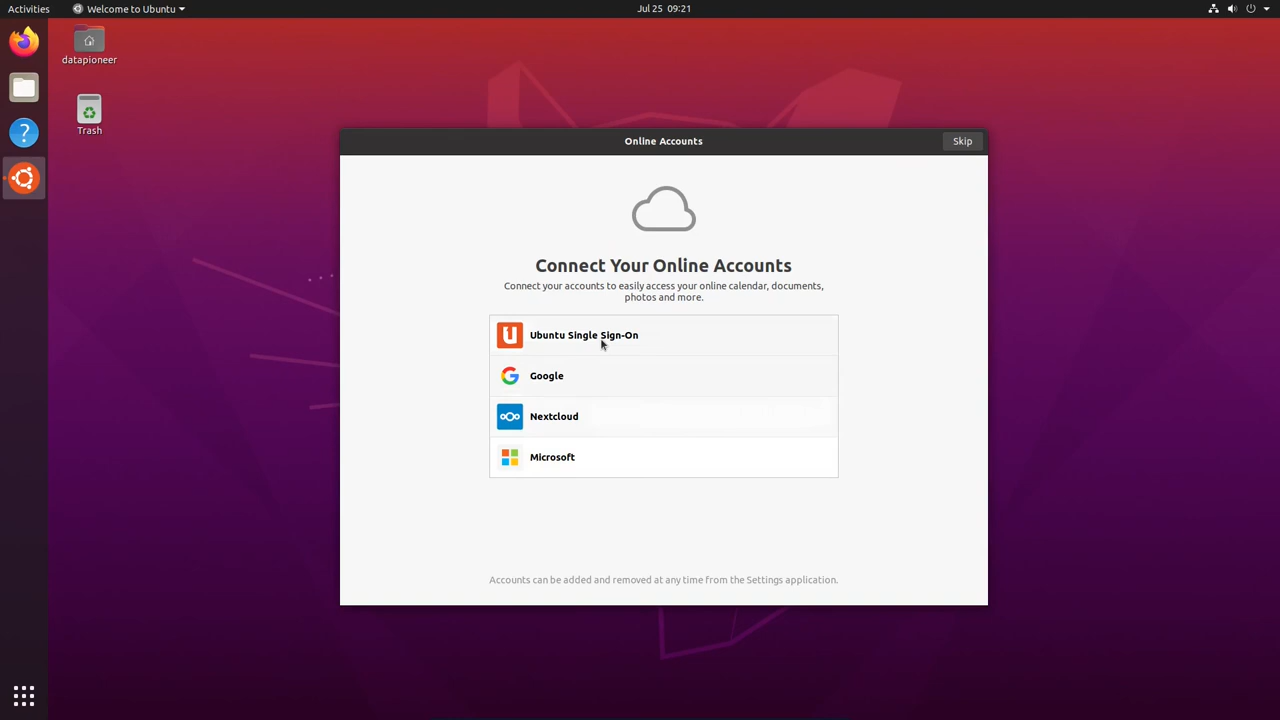 Activities
Welcome to Ubuntu
Jul 25 09:21
datapioneer
Trash
Online Accounts
Skip
Connect Your Online Accounts
Connect your accounts to easily access your online calendar, documents,
photos and more.
Ubuntu Single Sign-On
Google
Nextcloud
Microsoft
Accounts can be added and removed at any time from the Settings application.